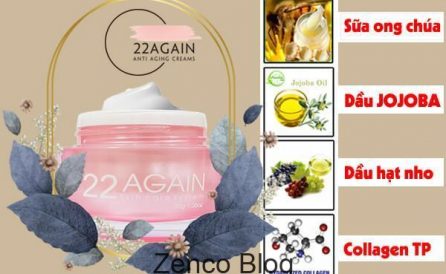 22AGAIN
ANTI AGING CREAMS
22 AGAIN
Sữa ong chúa
Jojoba Oil
Dầu JOJOBA
Dầu hạt nho
Collagen TP
Zenco Blog